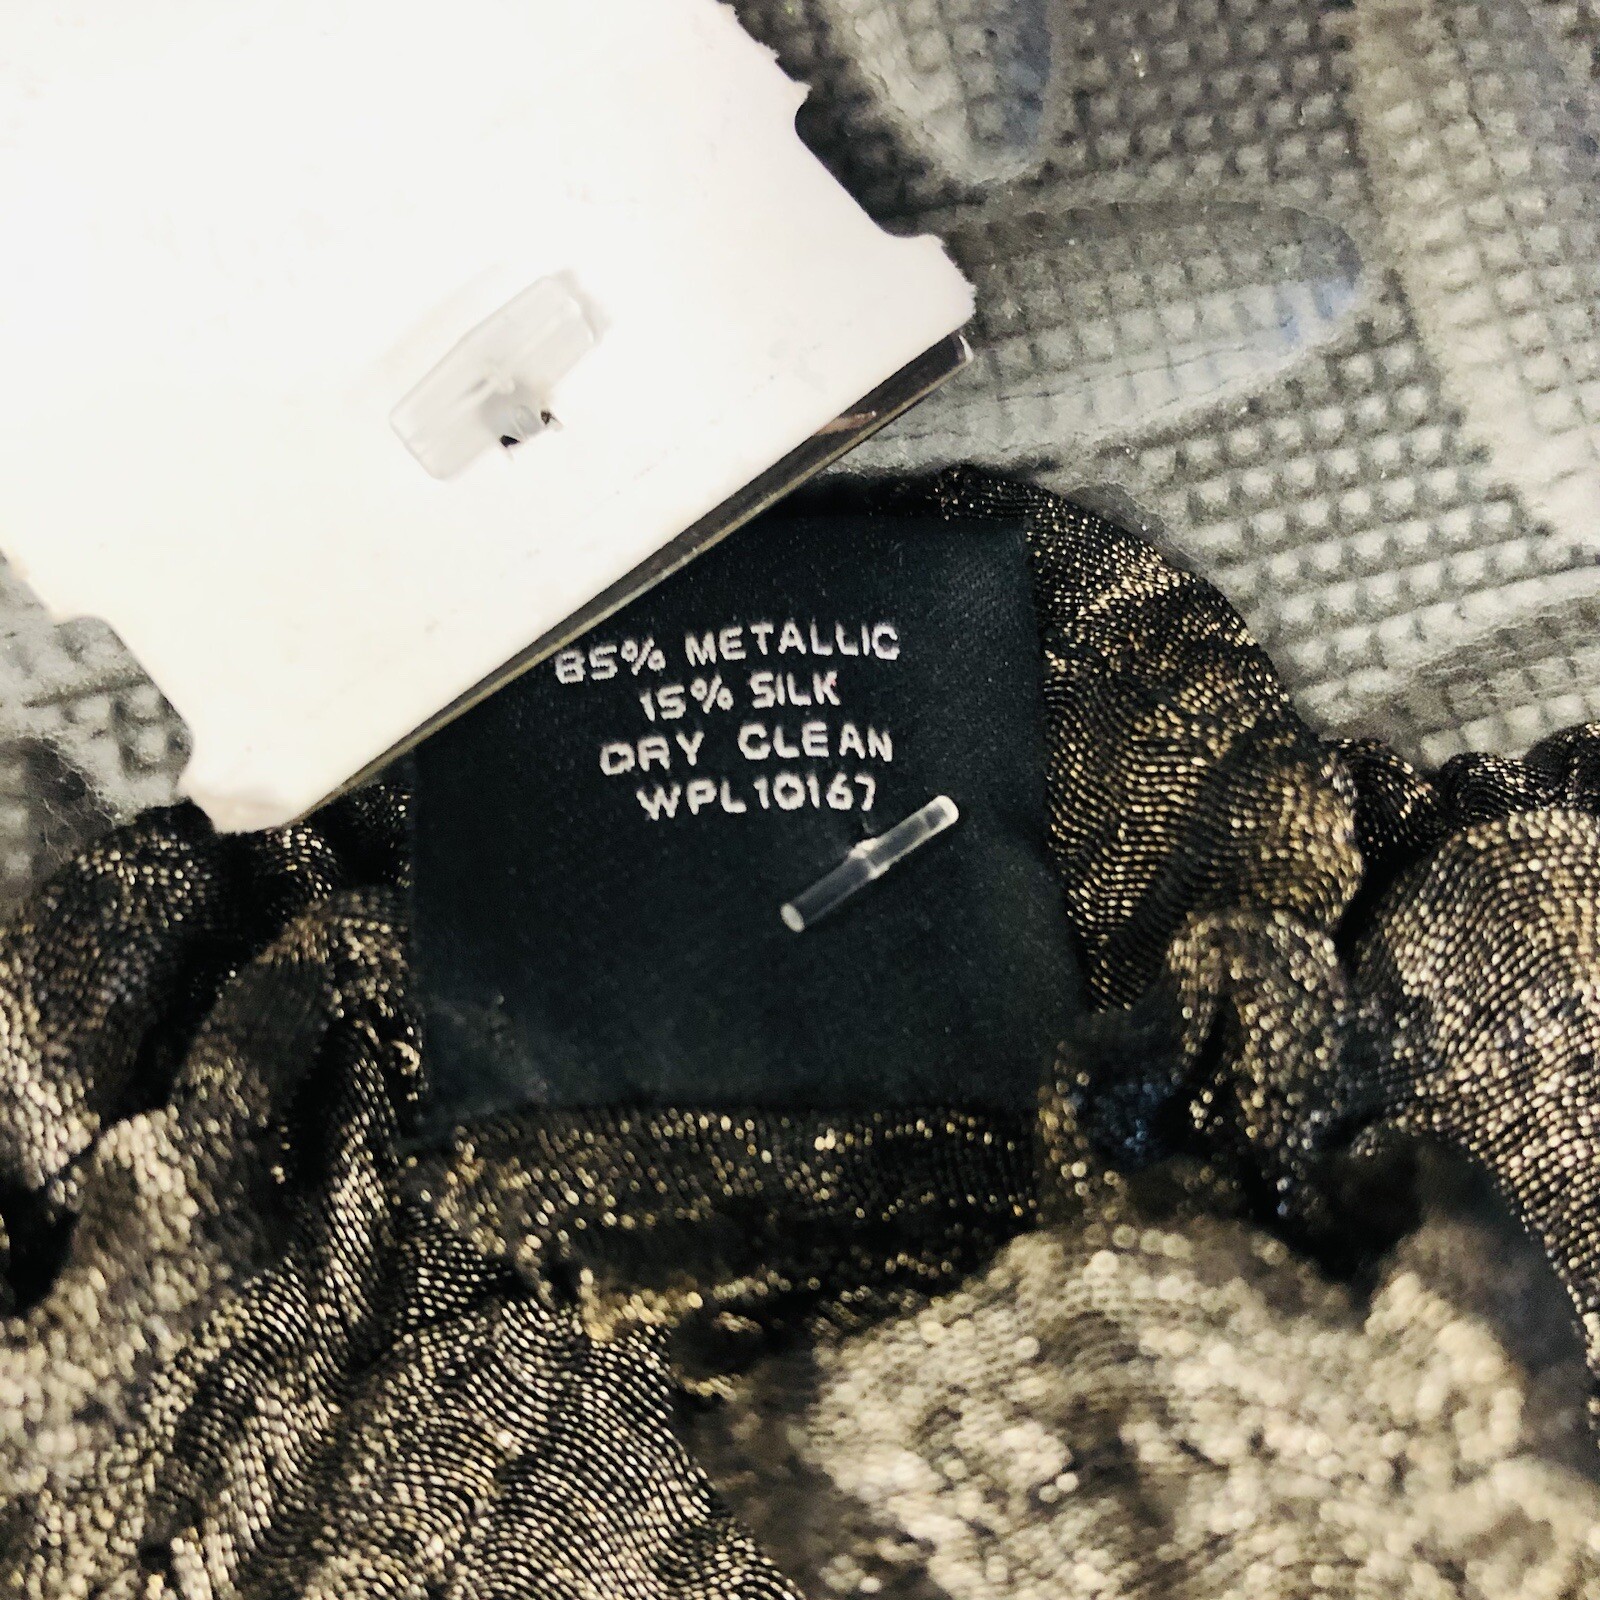 85% METALLIC
15% SILK
DRY CLEAN
WPL10167